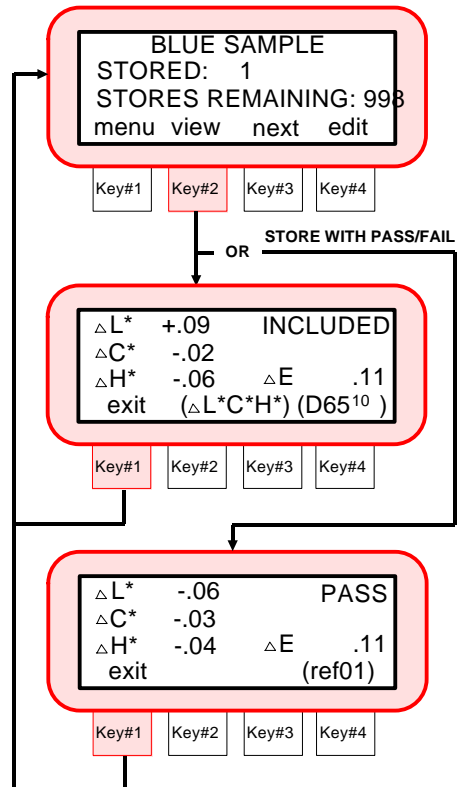 BLUE SAMPLE
STORED: 1
STORES REMAINING: 998
menu view next edit
Key#1 Key#2 Key#3 Key#4
OR STORE WITH PASS/FAIL
△L* +.09 INCLUDED
△C* -.02
△H* -.06 △E .11
exit (△L*C*H*) (D65¹⁰ )
Key#1 Key#2 Key#3 Key#4
△L* -.06 PASS
△C* -.03
△H* -.04 △E .11
exit (ref01)
Key#1 Key#2 Key#3 Key#4